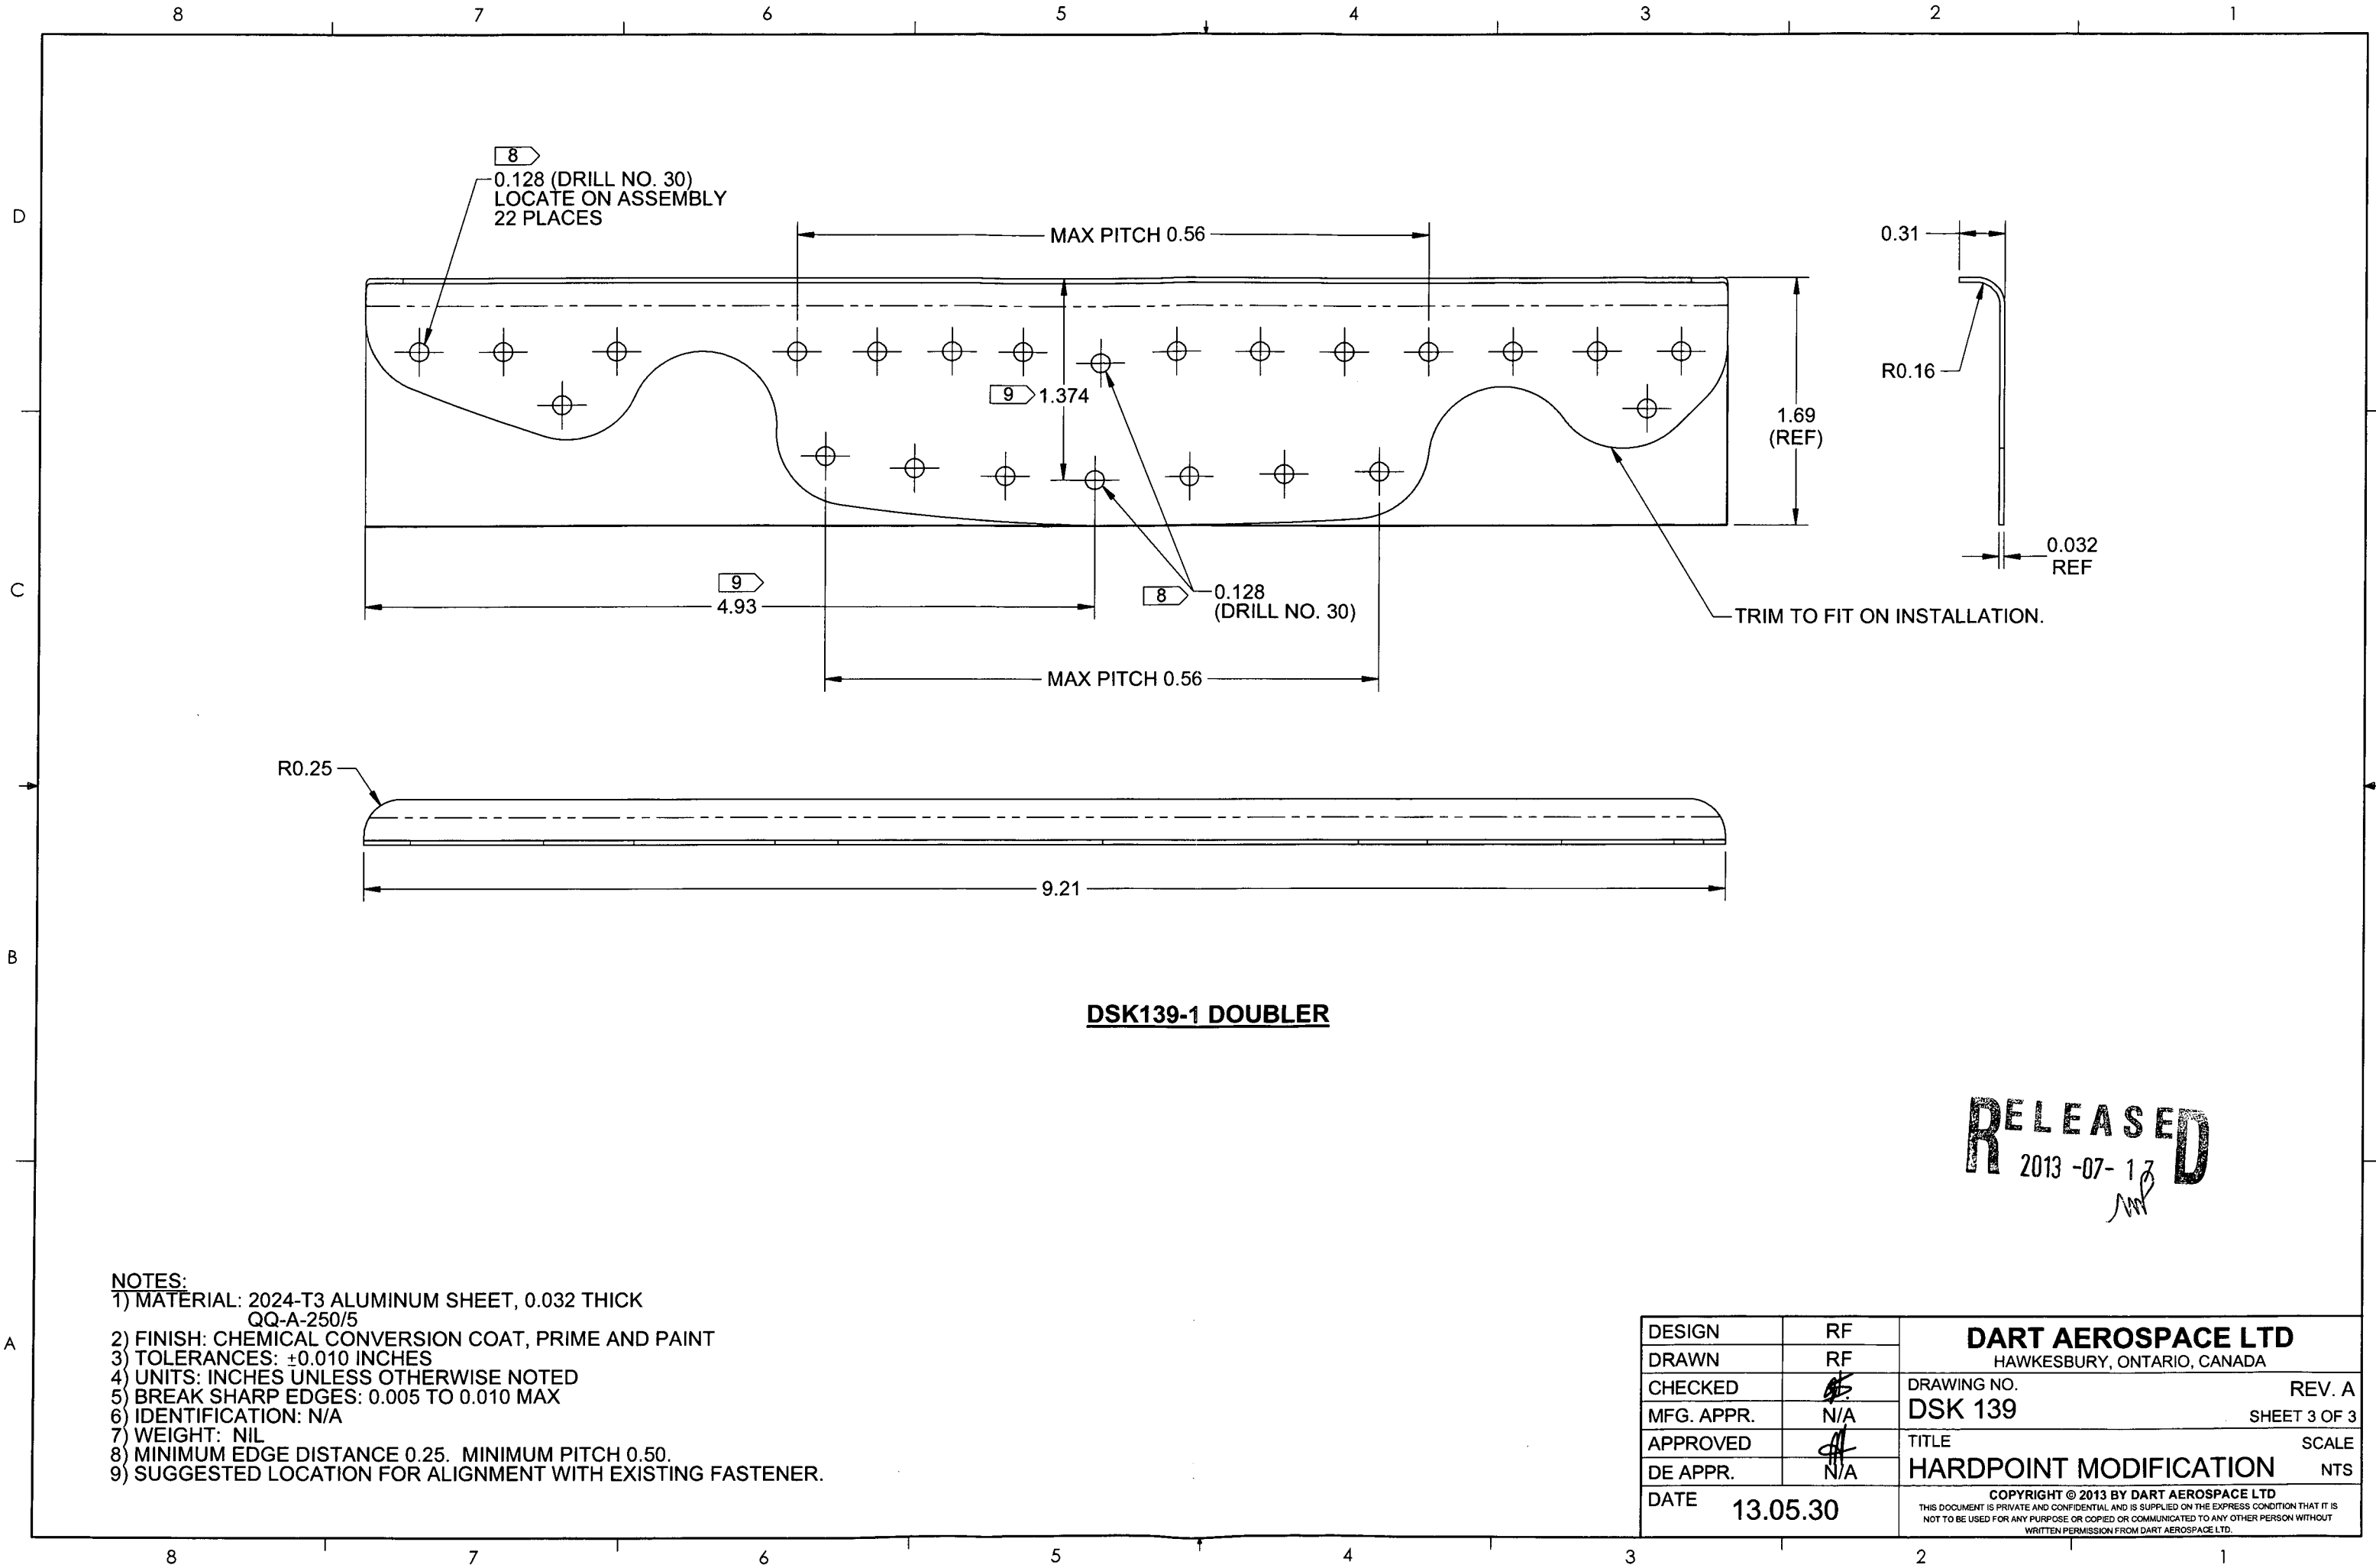 8 7 6 5 4 3 2 1
D
C
B
A
8
0.128 (DRILL NO. 30)
LOCATE ON ASSEMBLY
22 PLACES
MAX PITCH 0.56
9 1.374
1.69
(REF)
0.31
R0.16
0.032
REF
9
4.93
8 0.128
(DRILL NO. 30)
TRIM TO FIT ON INSTALLATION.
MAX PITCH 0.56
R0.25
9.21
DSK139-1 DOUBLER
RELEASED
2013 -07-
NOTES:
1) MATERIAL: 2024-T3 ALUMINUM SHEET, 0.032 THICK
QQ-A-250/5
2) FINISH: CHEMICAL CONVERSION COAT, PRIME AND PAINT
3) TOLERANCES: ±0.010 INCHES
4) UNITS: INCHES UNLESS OTHERWISE NOTED
5) BREAK SHARP EDGES: 0.005 TO 0.010 MAX
6) IDENTIFICATION: N/A
7) WEIGHT: NIL
8) MINIMUM EDGE DISTANCE 0.25. MINIMUM PITCH 0.50.
9) SUGGESTED LOCATION FOR ALIGNMENT WITH EXISTING FASTENER.
DESIGN RF
DRAWN RF
CHECKED
MFG. APPR. N/A
APPROVED
DE APPR. N/A
DATE 13.05.30
DART AEROSPACE LTD
HAWKESBURY, ONTARIO, CANADA
DRAWING NO. REV. A
DSK 139 SHEET 3 OF 3
TITLE SCALE
HARDPOINT MODIFICATION NTS
COPYRIGHT © 2013 BY DART AEROSPACE LTD
THIS DOCUMENT IS PRIVATE AND CONFIDENTIAL AND IS SUPPLIED ON THE EXPRESS CONDITION THAT IT IS
NOT TO BE USED FOR ANY PURPOSE OR COPIED OR COMMUNICATED TO ANY OTHER PERSON WITHOUT
WRITTEN PERMISSION FROM DART AEROSPACE LTD.
8 7 6 5 4 3 2 1